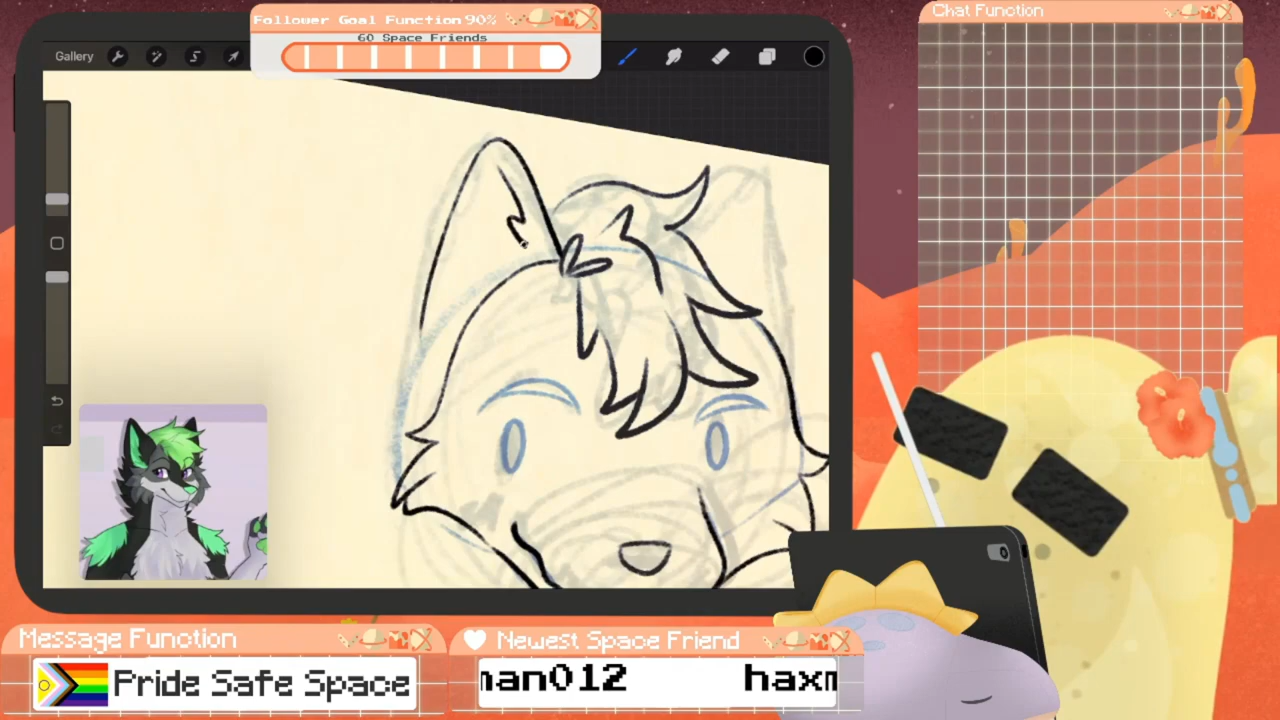 Follower Goal Function 90%
60 Space Friends
Chat Function
Gallery
Message Function
Pride Safe Space
Newest Space Friend
nan012 haxm